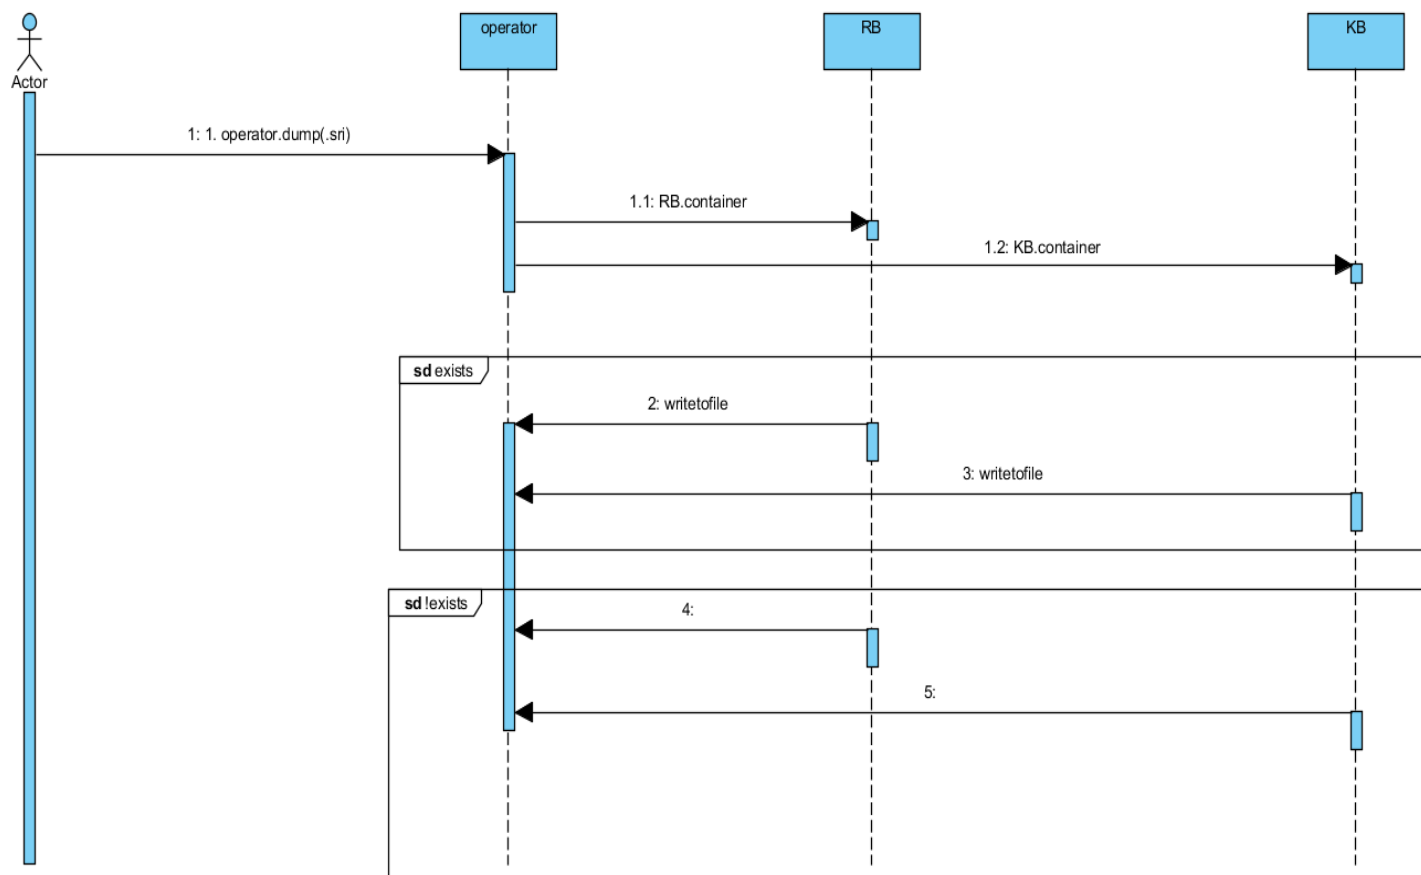 operator
RB
KB
Actor
1: 1. operator.dump(.sri)
1.1: RB.container
1.2: KB.container
sd exists
2: writetofile
3: writetofile
sd !exists
4:
5: